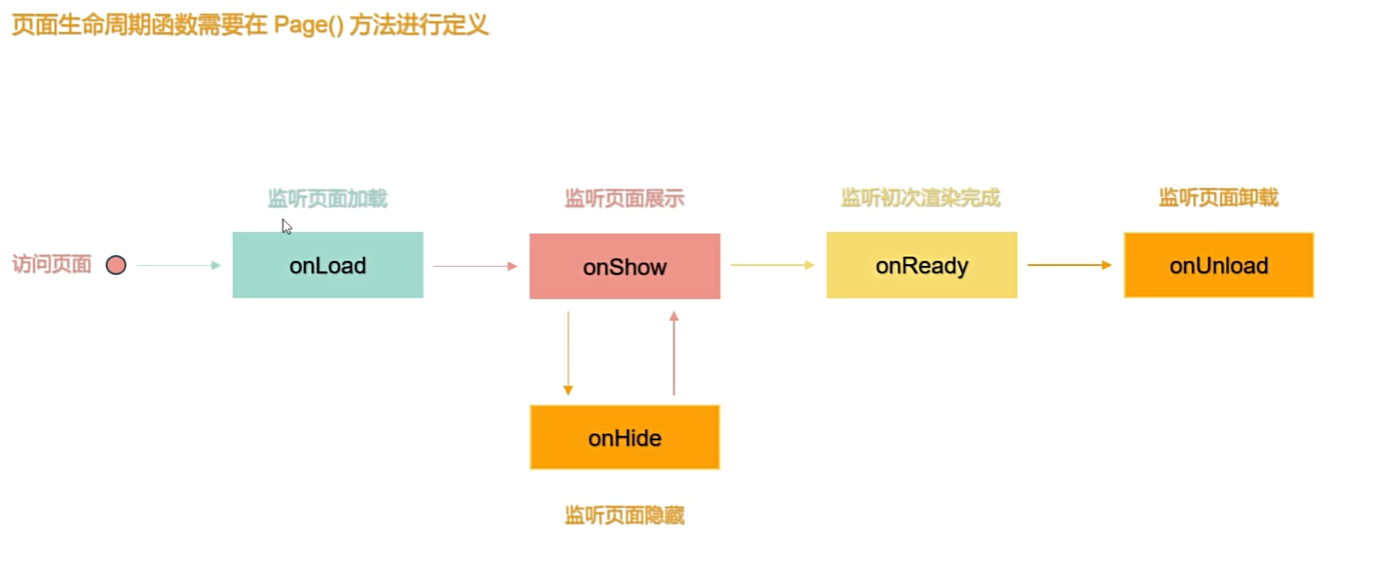 页面生命周期函数需要在 Page() 方法进行定义
监听页面加载
监听页面展示
监听初次渲染完成
监听页面卸载
访问页面
onLoad
onShow
onReady
onUnload
onHide
监听页面隐藏